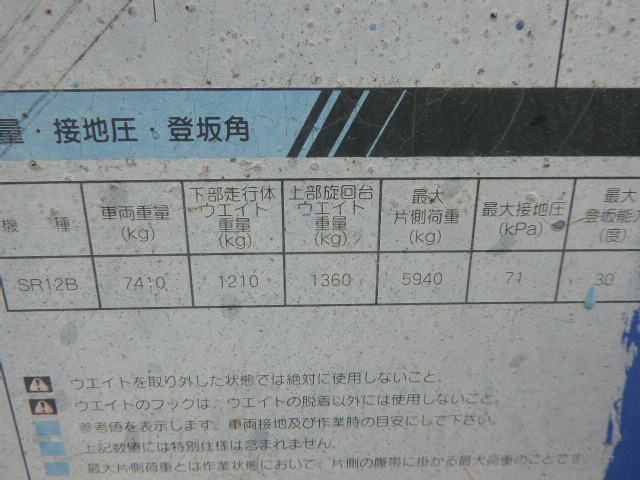 量・接地圧・登坂角
機 種 車両重量 (kg) 下部走行体 ウエイト 重量 (kg) 上部旋回台 ウエイト 重量 (kg) 最大 片側荷重 (kg) 最大接地圧 (kPa) 最大 登坂能 (度)
SR12B 7410 1210 1360 5940 71 30
ウエイトを取り外した状態では絶対に使用しないこと。
ウエイトのフックは、ウエイトの脱着以外には使用しないこと。
参考値を表示します。車両接地及び作業時の目安にして下さい。
上記数値には特別仕様は含まれません。
最大片側荷重とは作業状態において、片側の履帯に掛かる最大荷重のことです